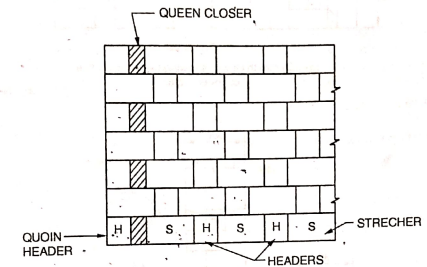 QUEEN CLOSER
H S H S H S
STRECHER
QUOIN
HEADER
HEADERS